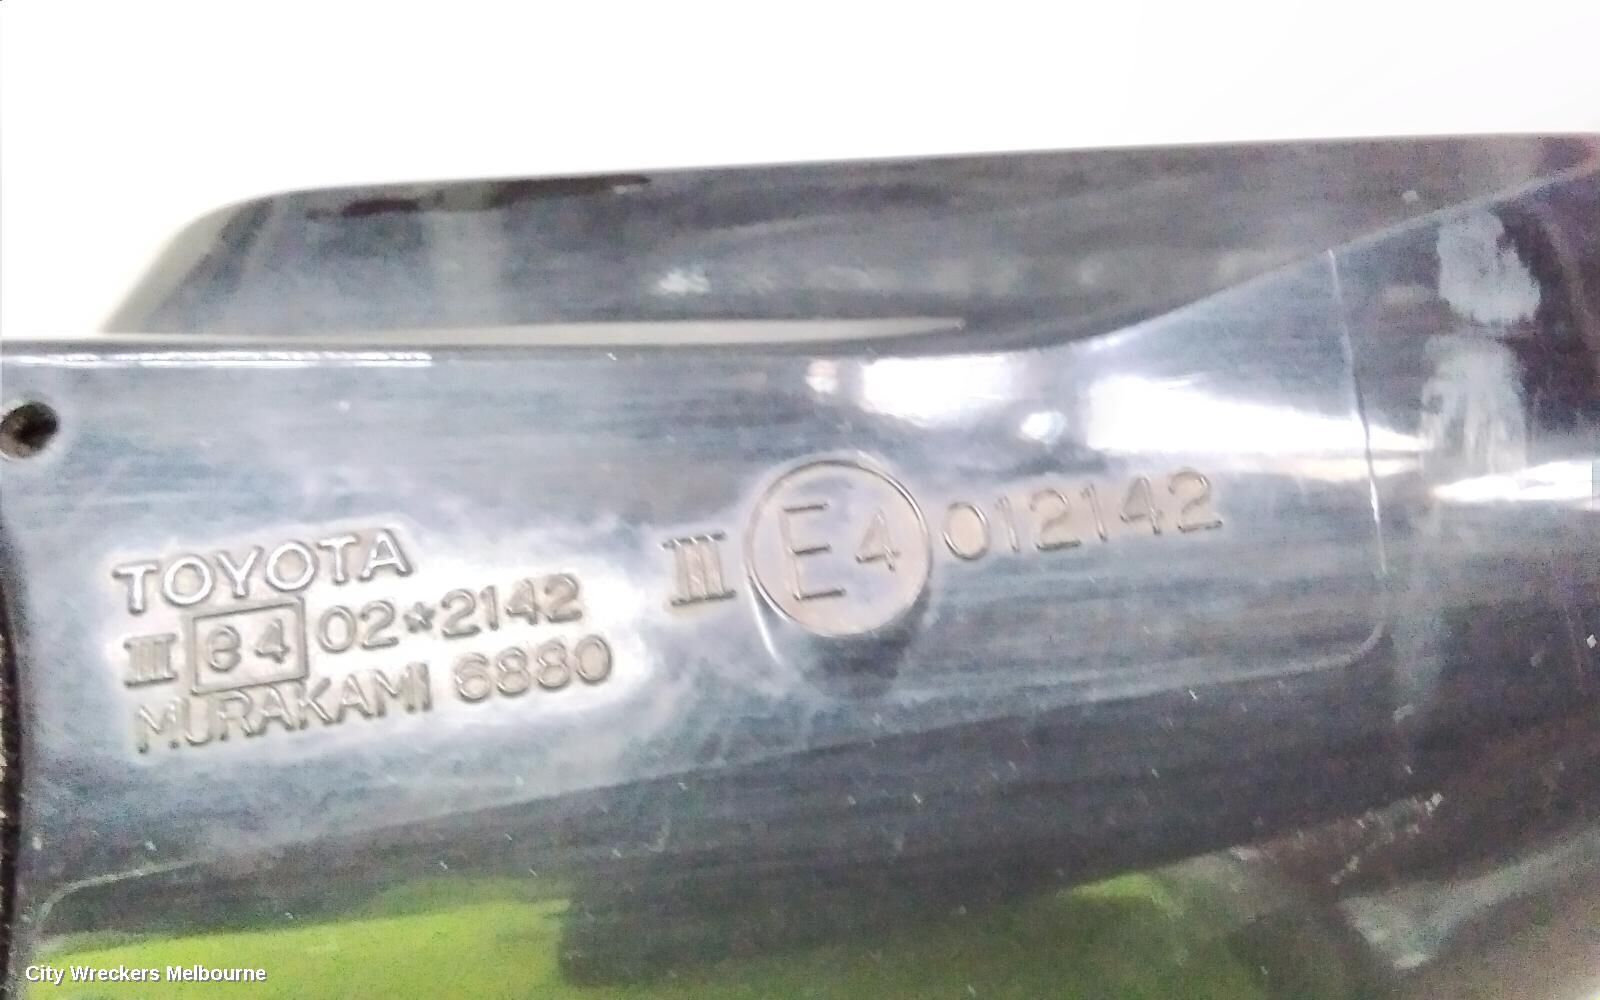 TOYOTA
III e4 02*2142
MURAKAMI 6880
III E4 012142
City Wreckers Melbourne